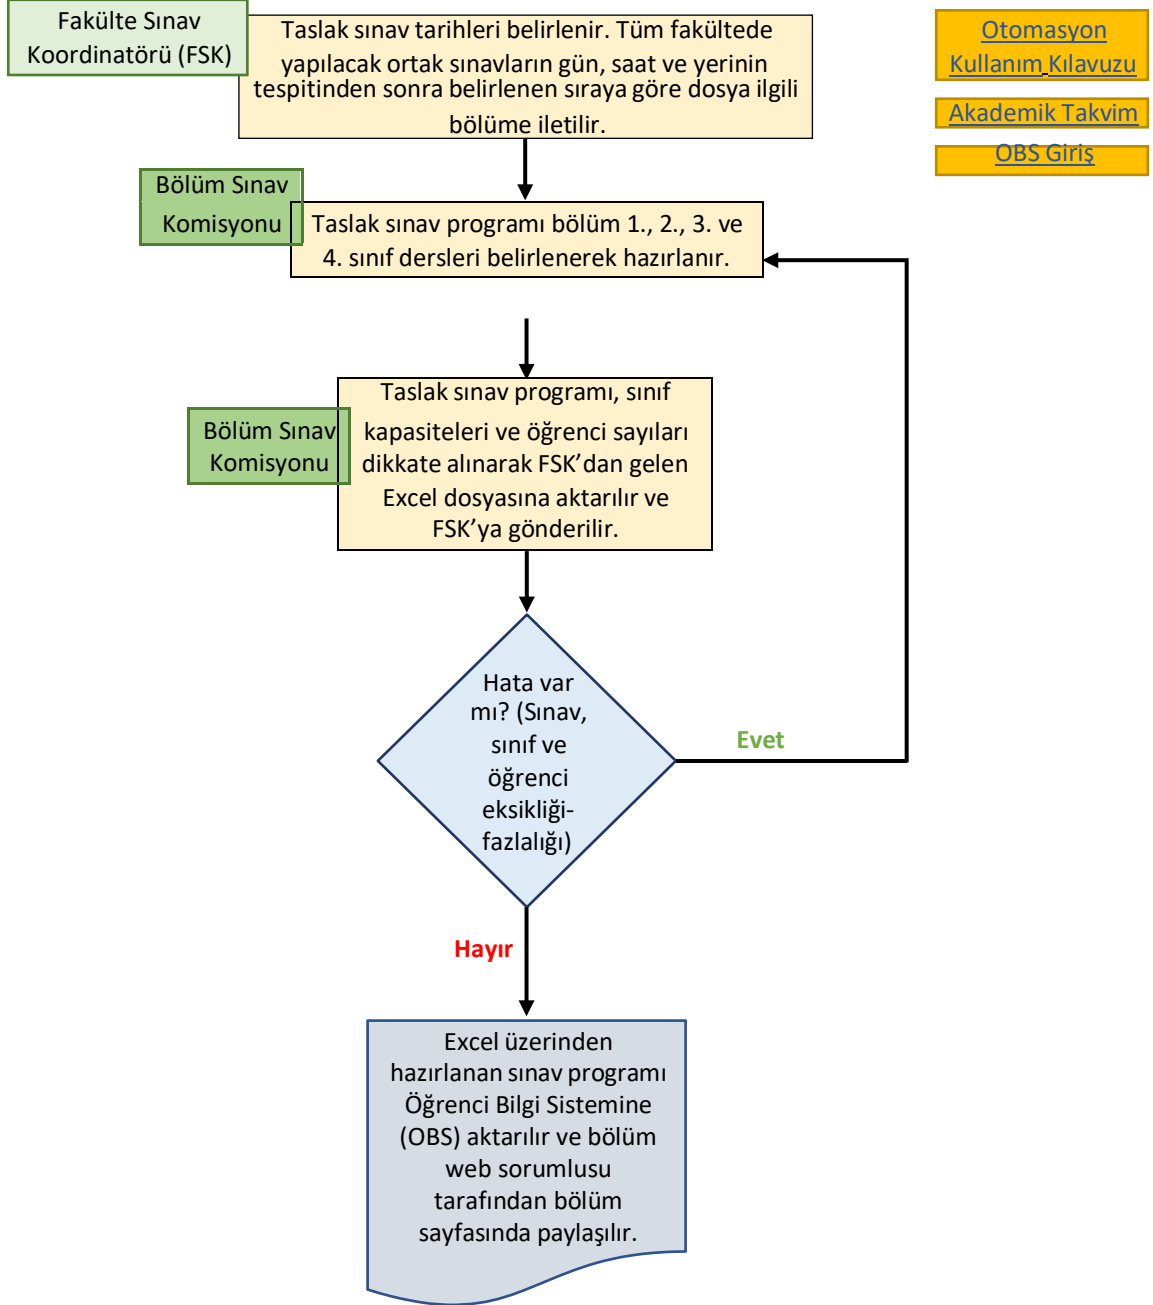 Fakülte Sınav
Koordinatörü (FSK)
Taslak sınav tarihleri belirlenir. Tüm fakültede
yapılacak ortak sınavların gün, saat ve yerinin
tespitinden sonra belirlenen sıraya göre dosya ilgili
bölüme iletilir.
Otomasyon
Kullanım Kılavuzu
Akademik Takvim
OBS Giriş
Bölüm Sınav
Komisyonu
Taslak sınav programı bölüm 1., 2., 3. ve
4. sınıf dersleri belirlenerek hazırlanır.
Bölüm Sınav
Komisyonu
Taslak sınav programı, sınıf
kapasiteleri ve öğrenci sayıları
dikkate alınarak FSK’dan gelen
Excel dosyasına aktarılır ve
FSK’ya gönderilir.
Hata var
mı? (Sınav,
sınıf ve
öğrenci
eksikliği-
fazlalığı)
Evet
Hayır
Excel üzerinden
hazırlanan sınav programı
Öğrenci Bilgi Sistemine
(OBS) aktarılır ve bölüm
web sorumlusu
tarafından bölüm
sayfasında paylaşılır.